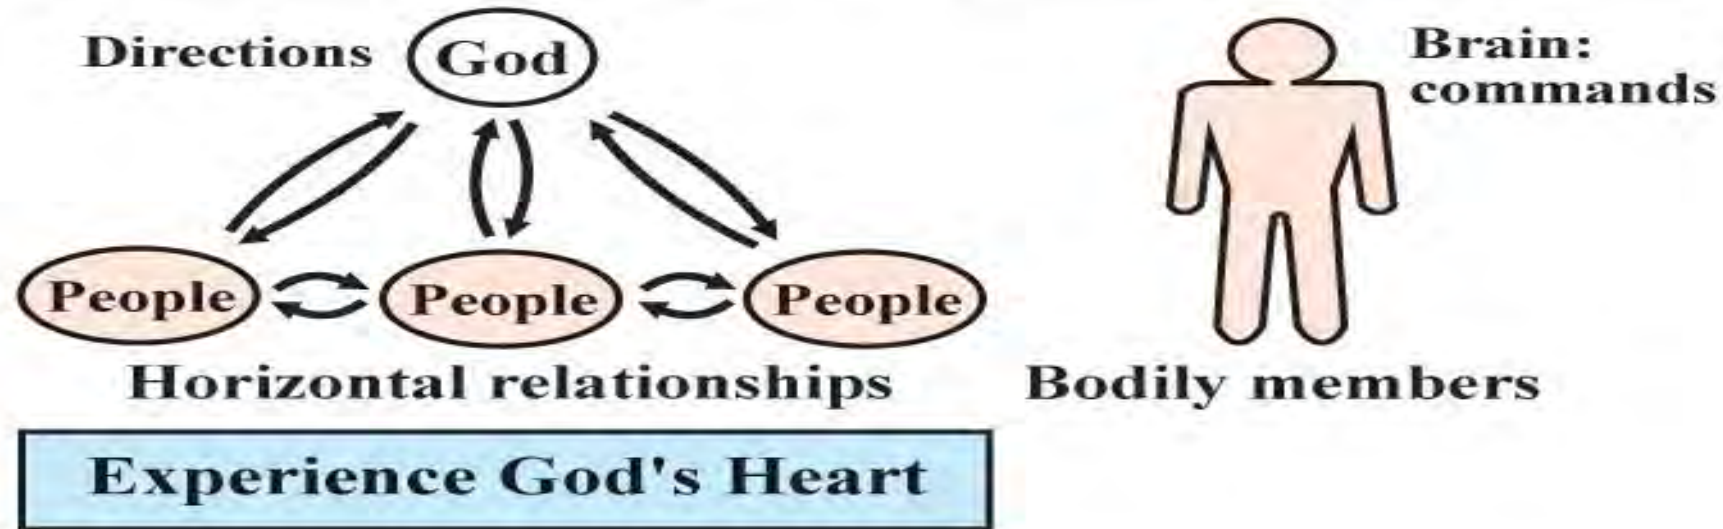 Directions
God
Brain:
commands
People
People
People
Horizontal relationships
Bodily members
Experience God's Heart